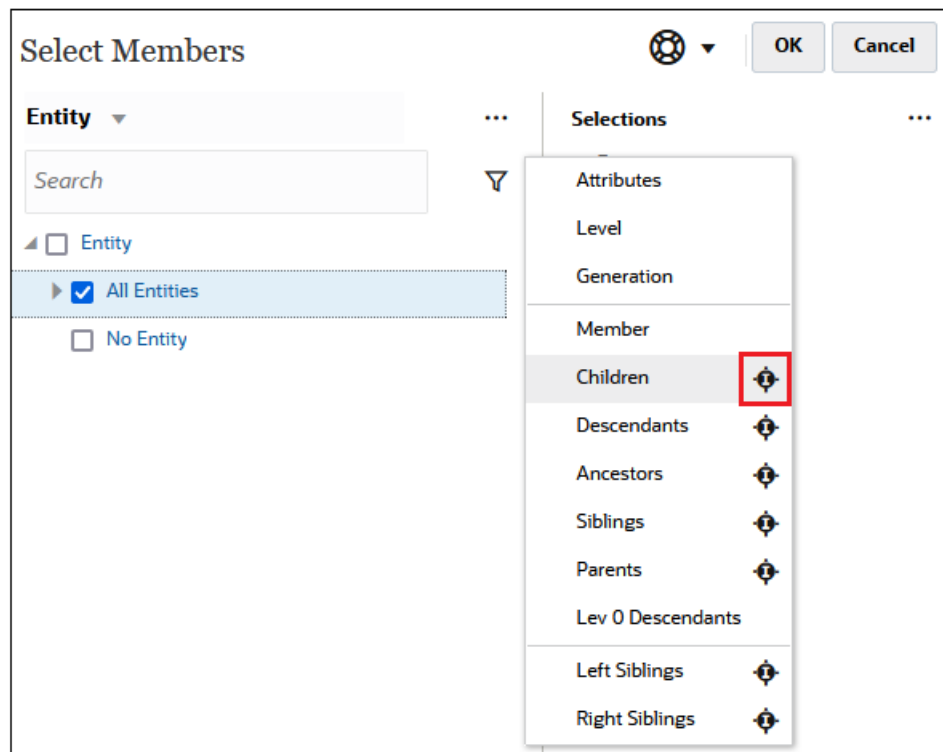 Select Members
OK
Cancel
Entity
...
Selections
...
Search
Entity
All Entities
No Entity
Attributes
Level
Generation
Member
Children
Descendants
Ancestors
Siblings
Parents
Lev 0 Descendants
Left Siblings
Right Siblings